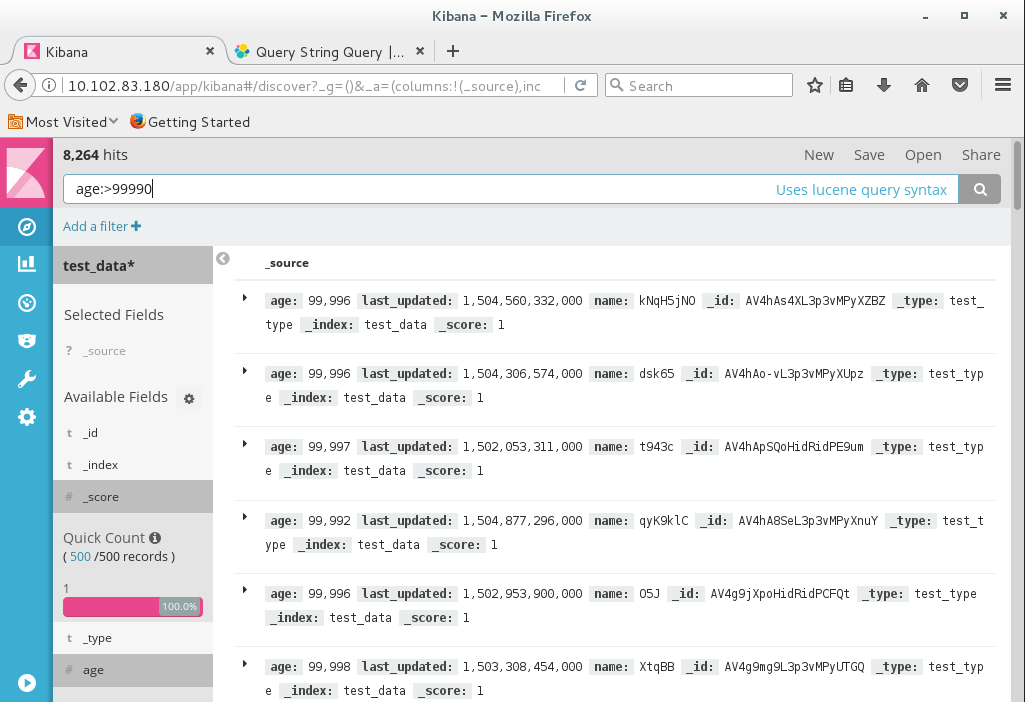 Kibana – Mozilla Firefox
Kibana
Query String Query |...
10.102.83.180/app/kibana#/discover?_g=()&_a=(columns:!(_source),inc
Search
Most Visited
Getting Started
8,264 hits
New Save Open Share
age:>99990
Uses lucene query syntax
Add a filter +
test_data*
Selected Fields
? _source
Available Fields
t _id
t _index
# _score
Quick Count
( 500 /500 records )
1
100.0%
t _type
# age
_source
age: 99,996 last_updated: 1,504,560,332,000 name: kNqH5jNO _id: AV4hAs4XL3p3vMPyXZBZ _type: test_
type _index: test_data _score: 1
age: 99,996 last_updated: 1,504,306,574,000 name: dsk65 _id: AV4hAo-vL3p3vMPyXUpz _type: test_typ
e _index: test_data _score: 1
age: 99,997 last_updated: 1,502,053,311,000 name: t943c _id: AV4hApSQoHidRidPE9um _type: test_typ
e _index: test_data _score: 1
age: 99,992 last_updated: 1,504,877,296,000 name: qyK9klC _id: AV4hA8SeL3p3vMPyXnuY _type: test_t
ype _index: test_data _score: 1
age: 99,996 last_updated: 1,502,953,900,000 name: O5J _id: AV4g9jXpoHidRidPCFQt _type: test_type
_index: test_data _score: 1
age: 99,998 last_updated: 1,503,308,454,000 name: XtqBB _id: AV4g9mg9L3p3vMPyUTGQ _type: test_typ
e _index: test_data _score: 1